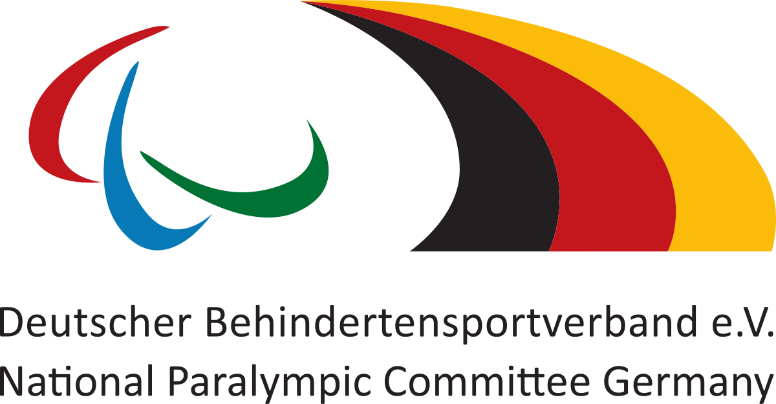 Deutscher Behindertensportverband e.V.
National Paralympic Committee Germany